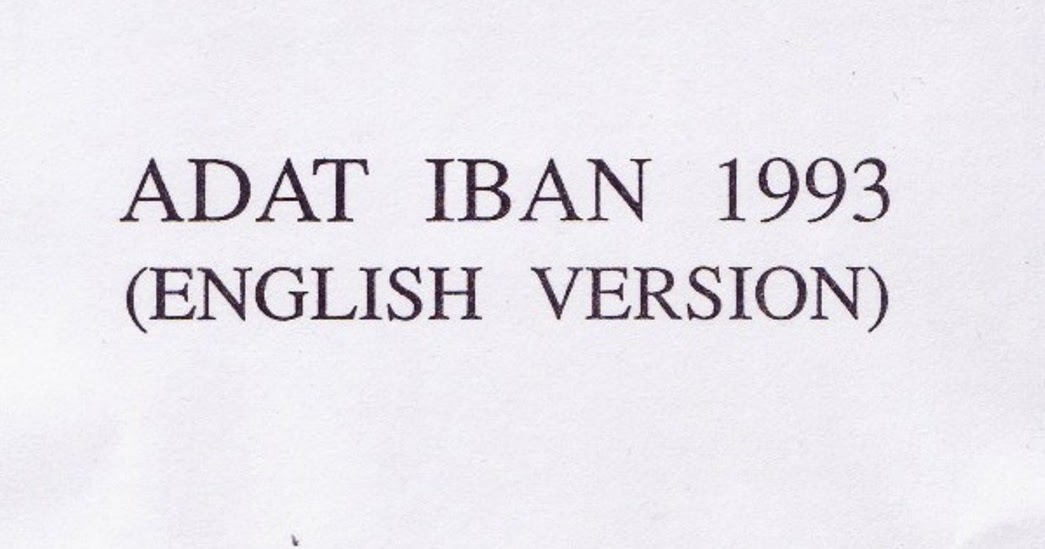 ADAT IBAN 1993
(ENGLISH VERSION)